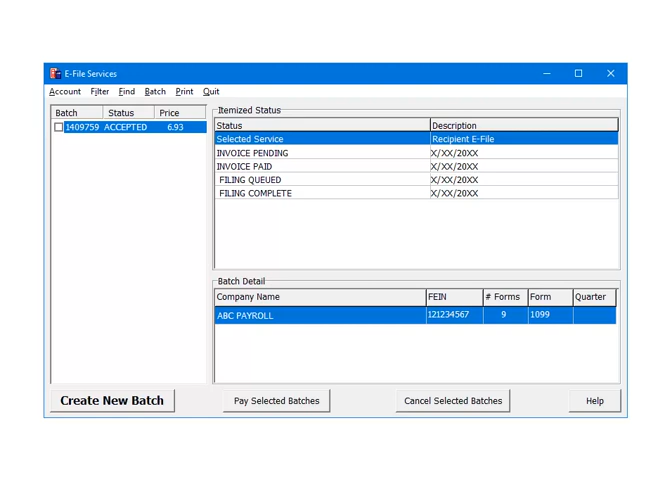 E-File Services
Account Filter Find Batch Print Quit
Batch Status Price
1409759 ACCEPTED 6.93
Itemized Status
Status Description
Selected Service Recipient E-File
INVOICE PENDING X/XX/20XX
INVOICE PAID X/XX/20XX
FILING QUEUED X/XX/20XX
FILING COMPLETE X/XX/20XX
Batch Detail
Company Name FEIN # Forms Form Quarter
ABC PAYROLL 121234567 9 1099
Create New Batch Pay Selected Batches Cancel Selected Batches Help